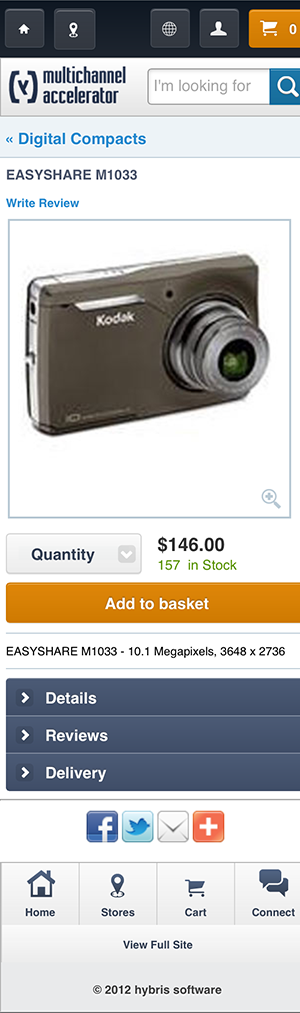 0
(y) multichannel
accelerator
I'm looking for
« Digital Compacts
EASYSHARE M1033
Write Review
Kodak
Quantity
$146.00
157 in Stock
Add to basket
EASYSHARE M1033 - 10.1 Megapixels, 3648 x 2736
Details
Reviews
Delivery
Home
Stores
Cart
Connect
View Full Site
© 2012 hybris software